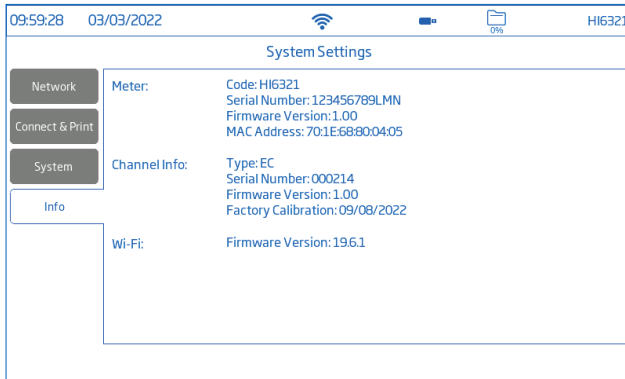 09:59:28 03/03/2022 0% HI6321
System Settings
Network
Connect & Print
System
Info
Meter: Code: HI6321
Serial Number: 123456789LMN
Firmware Version: 1.00
MAC Address: 70:1E:68:80:04:05
Channel Info: Type: EC
Serial Number: 000214
Firmware Version: 1.00
Factory Calibration: 09/08/2022
Wi-Fi: Firmware Version: 19.6.1